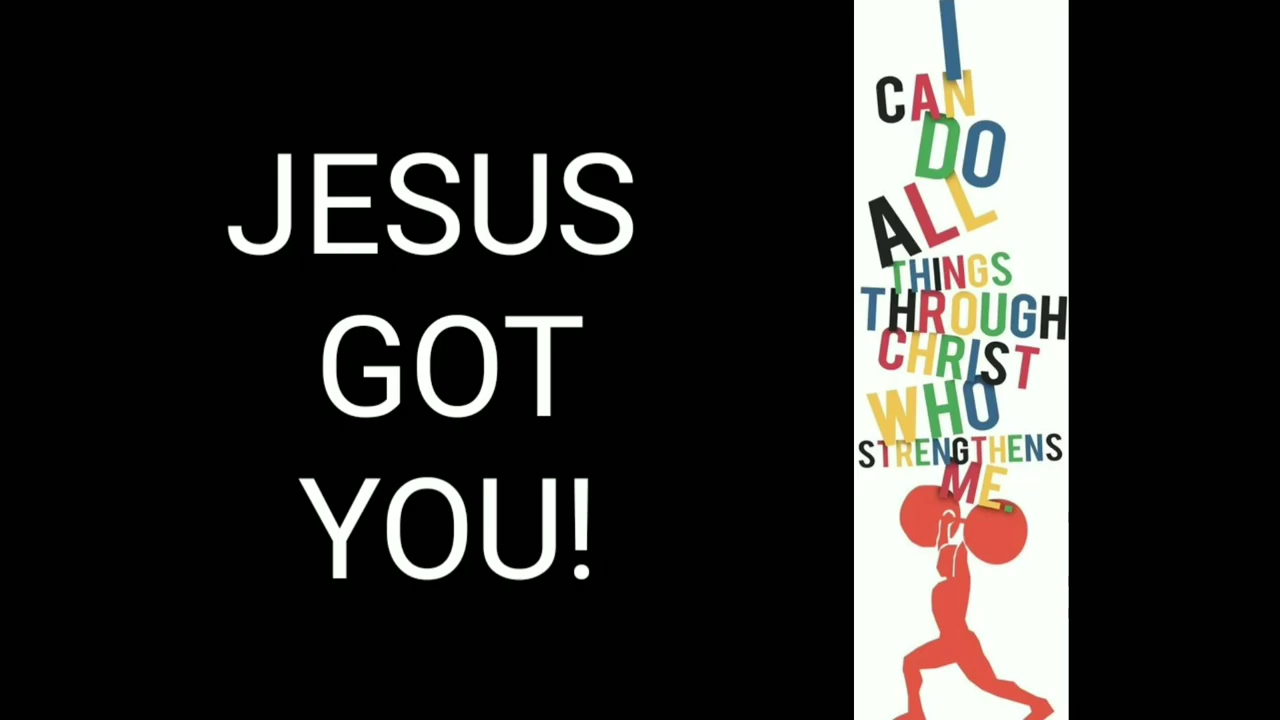 JESUS
GOT
YOU!
I
CAN
DO
ALL
THINGS
THROUGH
CHRIST
WHO
STRENGTHENS
ME.